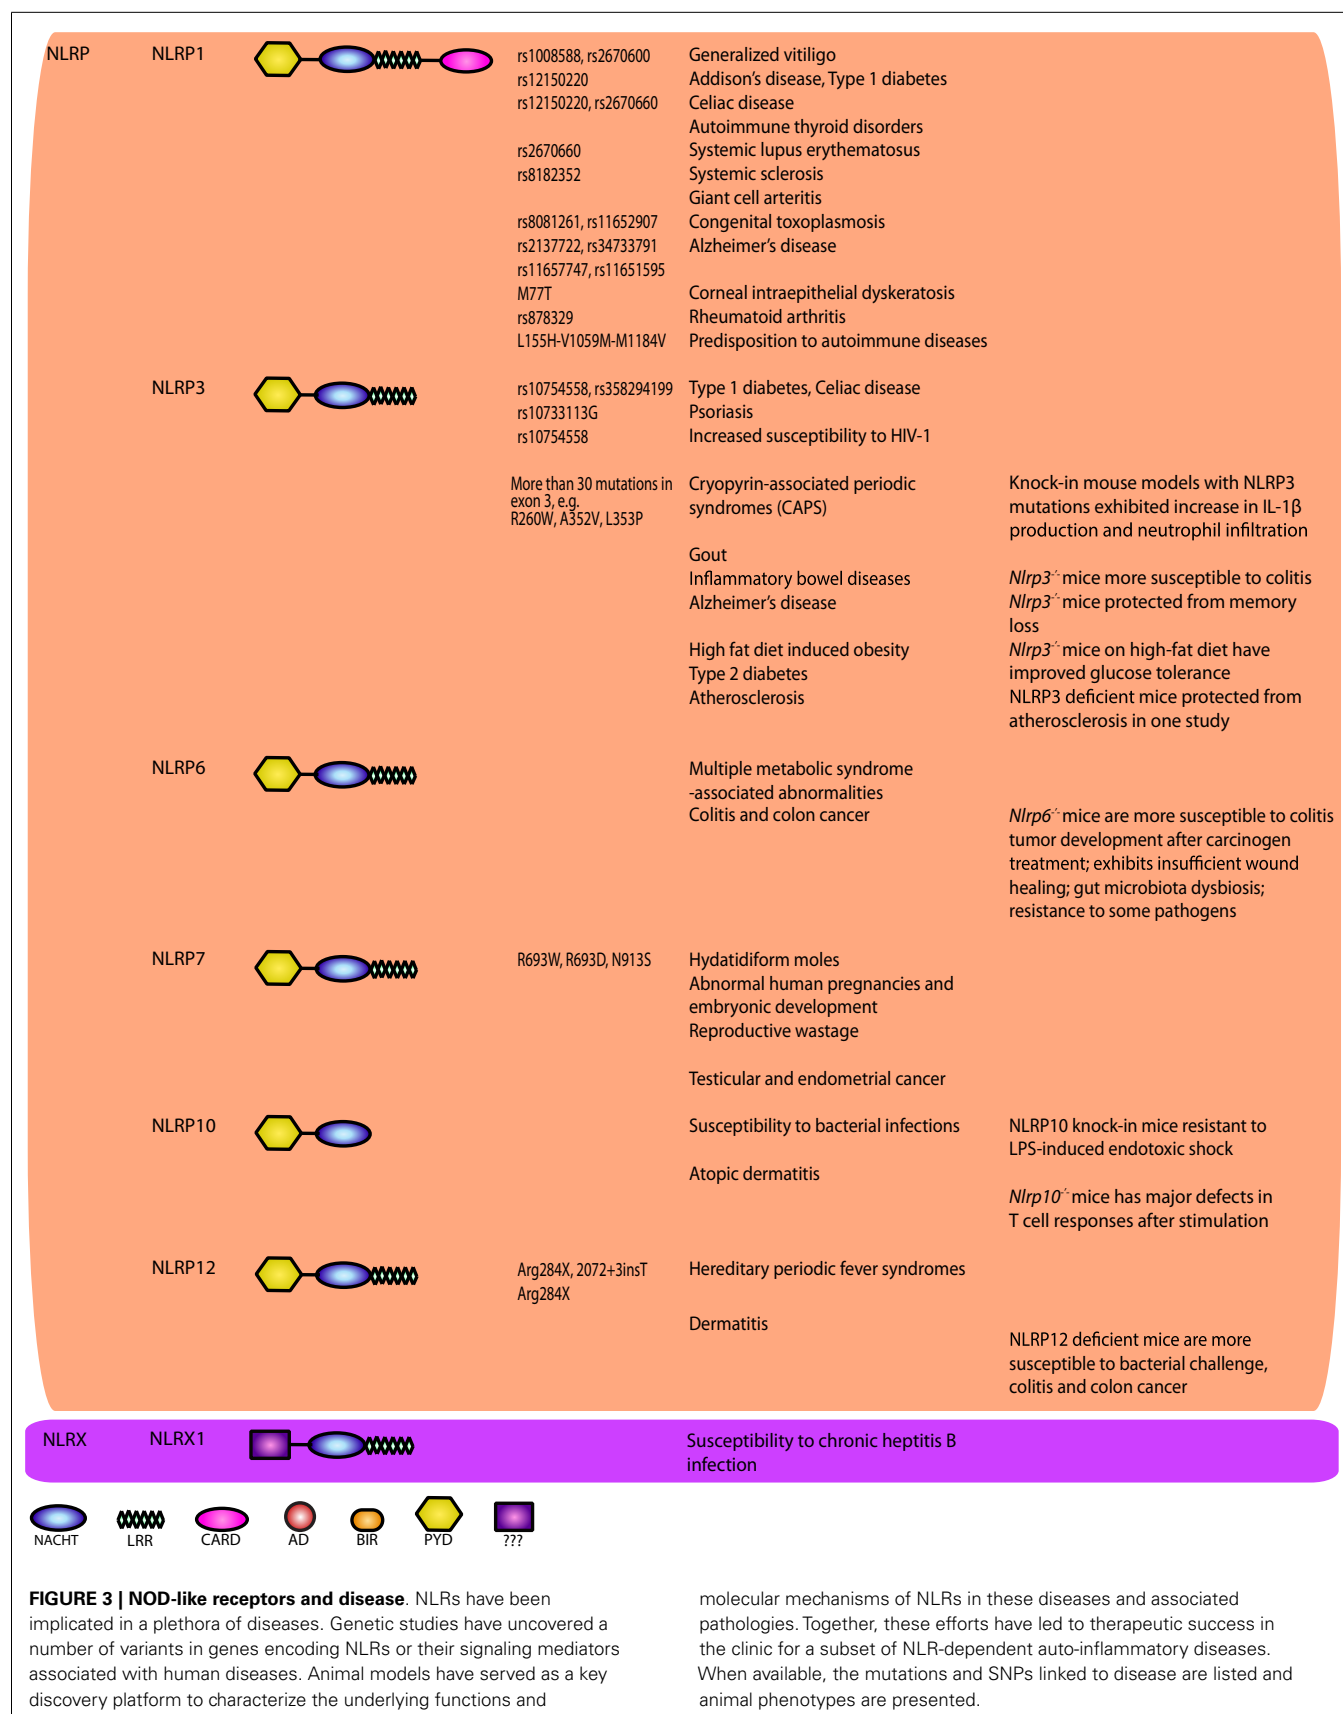 NLRP NLRP1 rs1008588, rs2670600 Generalized vitiligo
rs12150220 Addison's disease, Type 1 diabetes
rs12150220, rs2670660 Celiac disease
Autoimmune thyroid disorders
rs2670660 Systemic lupus erythematosus
rs8182352 Systemic sclerosis
Giant cell arteritis
rs8081261, rs11652907 Congenital toxoplasmosis
rs2137722, rs34733791 Alzheimer's disease
rs11657747, rs11651595
M77T Corneal intraepithelial dyskeratosis
rs878329 Rheumatoid arthritis
L155H-V1059M-M1184V Predisposition to autoimmune diseases
NLRP3 rs10754558, rs358294199 Type 1 diabetes, Celiac disease
rs10733113G Psoriasis
rs10754558 Increased susceptibility to HIV-1
More than 30 mutations in Cryopyrin-associated periodic Knock-in mouse models with NLRP3
exon 3, e.g. syndromes (CAPS) mutations exhibited increase in IL-1β
R260W, A352V, L353P production and neutrophil infiltration
Gout
Inflammatory bowel diseases Nlrp3-/- mice more susceptible to colitis
Alzheimer's disease Nlrp3-/- mice protected from memory
loss
High fat diet induced obesity Nlrp3-/- mice on high-fat diet have
Type 2 diabetes improved glucose tolerance
Atherosclerosis NLRP3 deficient mice protected from
atherosclerosis in one study
NLRP6 Multiple metabolic syndrome
-associated abnormalities
Colitis and colon cancer Nlrp6-/- mice are more susceptible to colitis
tumor development after carcinogen
treatment; exhibits insufficient wound
healing; gut microbiota dysbiosis;
resistance to some pathogens
NLRP7 R693W, R693D, N913S Hydatidiform moles
Abnormal human pregnancies and
embryonic development
Reproductive wastage
Testicular and endometrial cancer
NLRP10 Susceptibility to bacterial infections NLRP10 knock-in mice resistant to
LPS-induced endotoxic shock
Atopic dermatitis
Nlrp10-/- mice has major defects in
T cell responses after stimulation
NLRP12 Arg284X, 2072+3insT Hereditary periodic fever syndromes
Arg284X
Dermatitis
NLRP12 deficient mice are more
susceptible to bacterial challenge,
colitis and colon cancer
NLRX NLRX1 Susceptibility to chronic heptitis B
infection
NACHT LRR CARD AD BIR PYD ???
FIGURE 3 | NOD-like receptors and disease. NLRs have been
implicated in a plethora of diseases. Genetic studies have uncovered a
number of variants in genes encoding NLRs or their signaling mediators
associated with human diseases. Animal models have served as a key
discovery platform to characterize the underlying functions and
molecular mechanisms of NLRs in these diseases and associated
pathologies. Together, these efforts have led to therapeutic success in
the clinic for a subset of NLR-dependent auto-inflammatory diseases.
When available, the mutations and SNPs linked to disease are listed and
animal phenotypes are presented.